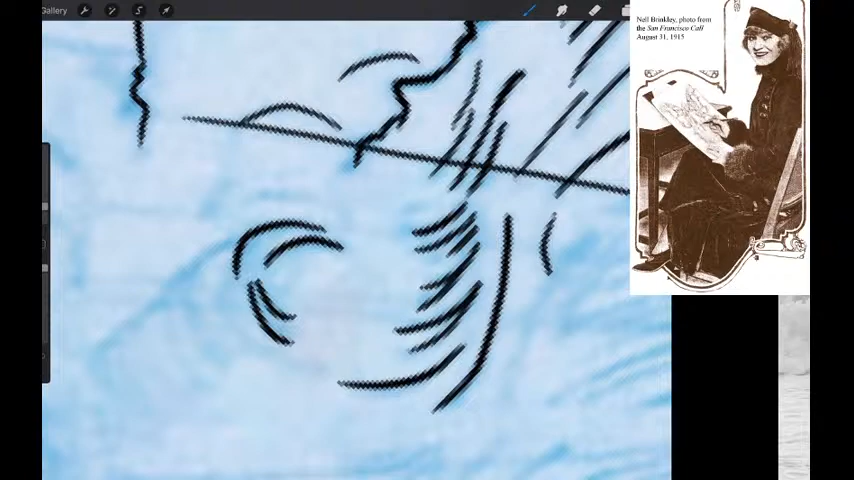 Gallery
Nell Brinkley, photo from
the San Francisco Call
August 31, 1915